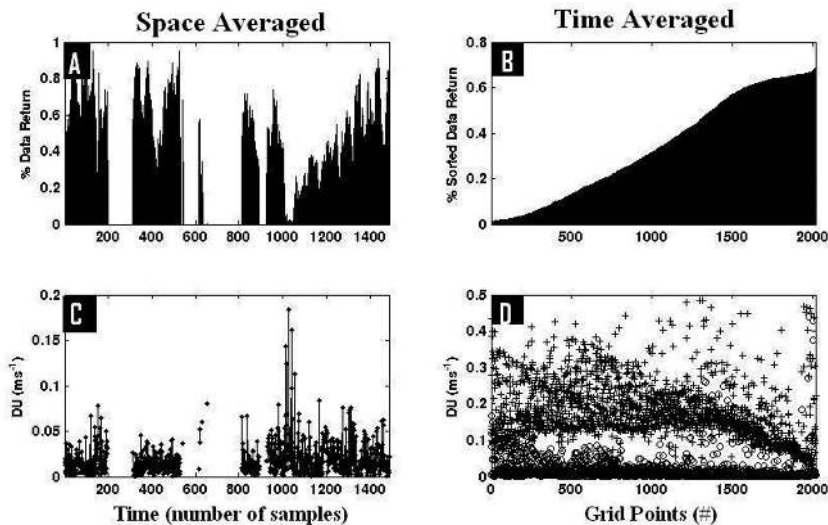 Space Averaged
Time Averaged
A
% Data Return
1
0.8
0.6
0.4
0.2
0
200 400 600 800 1000 1200 1400
B
% Sorted Data Return
0.8
0.6
0.4
0.2
0
500 1000 1500 2000
C
DU (ms-1)
0.2
0.15
0.1
0.05
0
200 400 600 800 1000 1200 1400
Time (number of samples)
D
DU (ms-1)
0.5
0.4
0.3
0.2
0.1
0
0 500 1000 1500 2000
Grid Points (#)